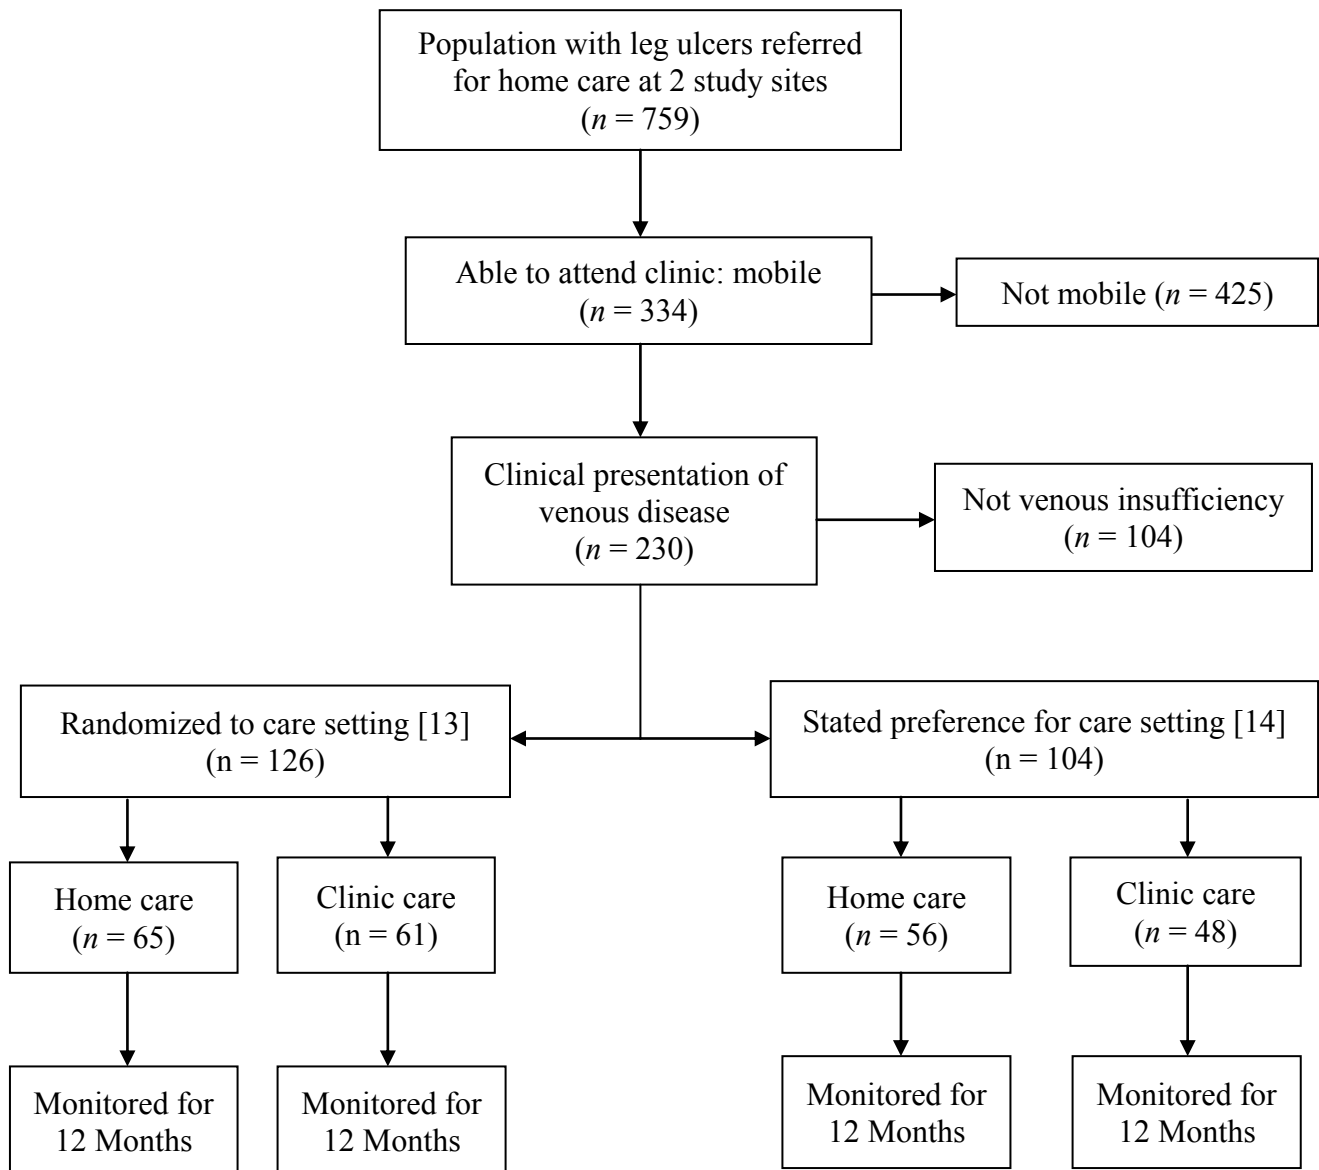 Population with leg ulcers referred
for home care at 2 study sites
(n = 759)
Able to attend clinic: mobile
(n = 334)
Not mobile (n = 425)
Clinical presentation of
venous disease
(n = 230)
Not venous insufficiency
(n = 104)
Randomized to care setting [13]
(n = 126)
Stated preference for care setting [14]
(n = 104)
Home care
(n = 65)
Clinic care
(n = 61)
Home care
(n = 56)
Clinic care
(n = 48)
Monitored for
12 Months
Monitored for
12 Months
Monitored for
12 Months
Monitored for
12 Months